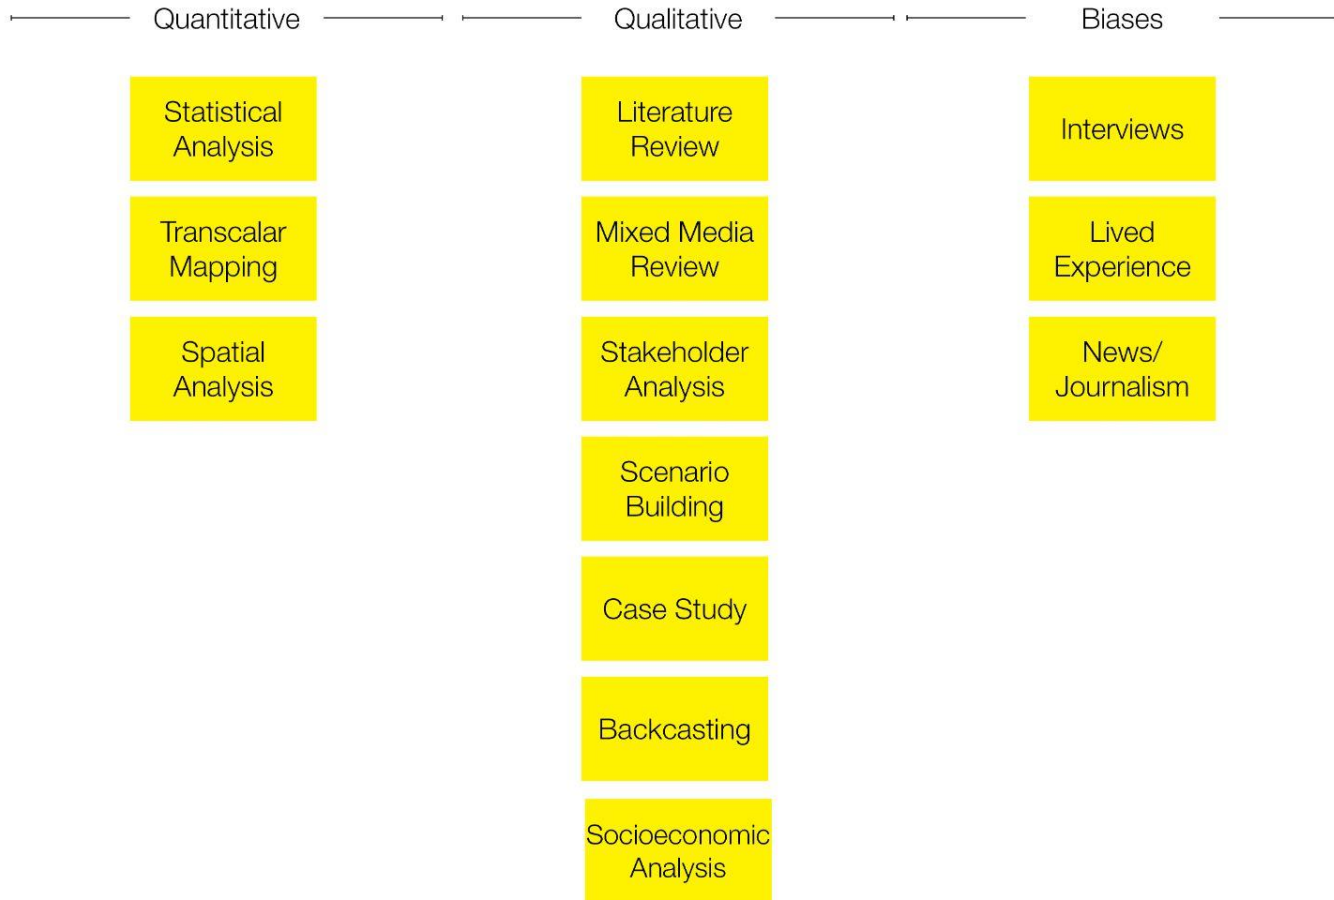 Quantitative
Qualitative
Biases
Statistical
Analysis
Transcalar
Mapping
Spatial
Analysis
Literature
Review
Mixed Media
Review
Stakeholder
Analysis
Scenario
Building
Case Study
Backcasting
Socioeconomic
Analysis
Interviews
Lived
Experience
News/
Journalism